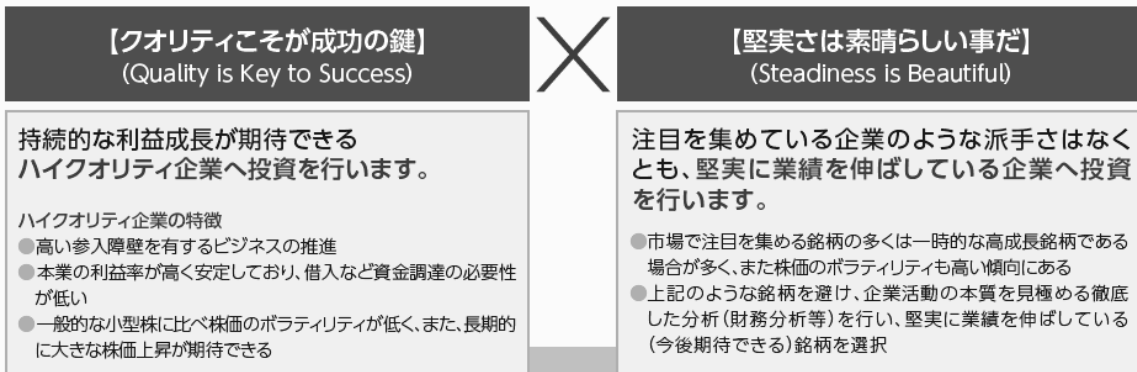 【クオリティこそが成功の鍵】
(Quality is Key to Success)
持続的な利益成長が期待できる
ハイクオリティ企業へ投資を行います。
ハイクオリティ企業の特徴
●高い参入障壁を有するビジネスの推進
●本業の利益率が高く安定しており、借入など資金調達の必要性
が低い
●一般的な小型株に比べ株価のボラティリティが低く、また、長期的
に大きな株価上昇が期待できる
【堅実さは素晴らしい事だ】
(Steadiness is Beautiful)
注目を集めている企業のような派手さはなく
とも、堅実に業績を伸ばしている企業へ投資
を行います。
●市場で注目を集める銘柄の多くは一時的な高成長銘柄である
場合が多く、また株価のボラティリティも高い傾向にある
●上記のような銘柄を避け、企業活動の本質を見極める徹底
した分析(財務分析等)を行い、堅実に業績を伸ばしている
(今後期待できる)銘柄を選択